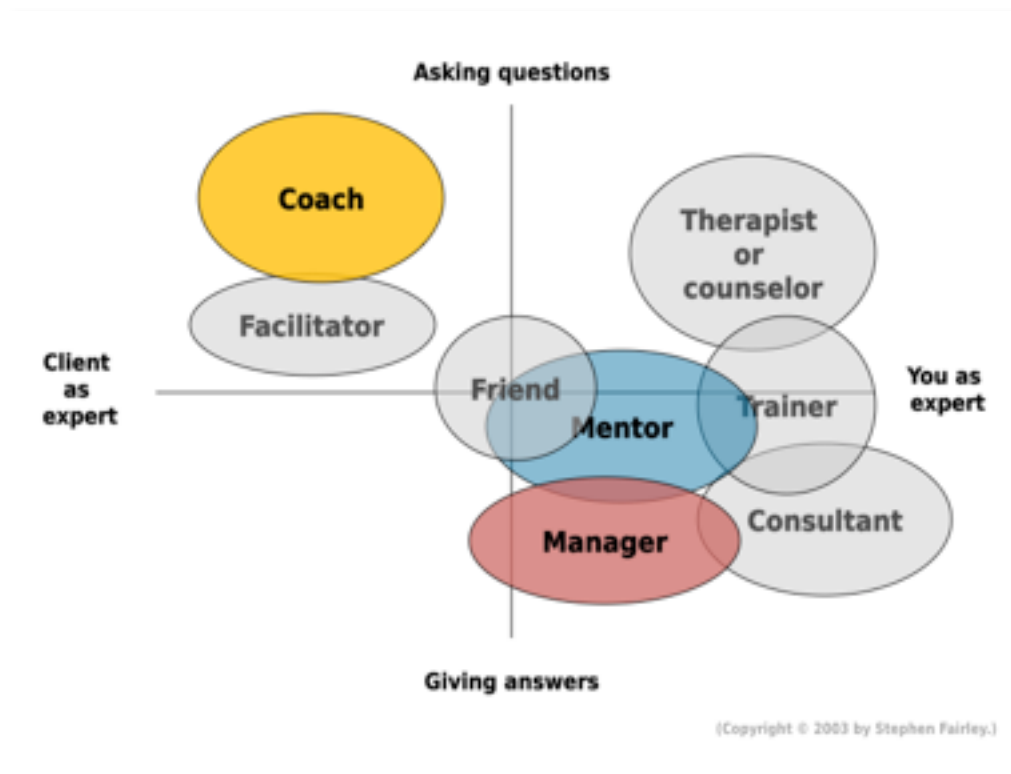 Asking questions
Coach
Therapist
or
counselor
Facilitator
Client
as
expert
Friend
You as
expert
Trainer
Mentor
Consultant
Manager
Giving answers
(Copyright © 2003 by Stephen Fairley.)